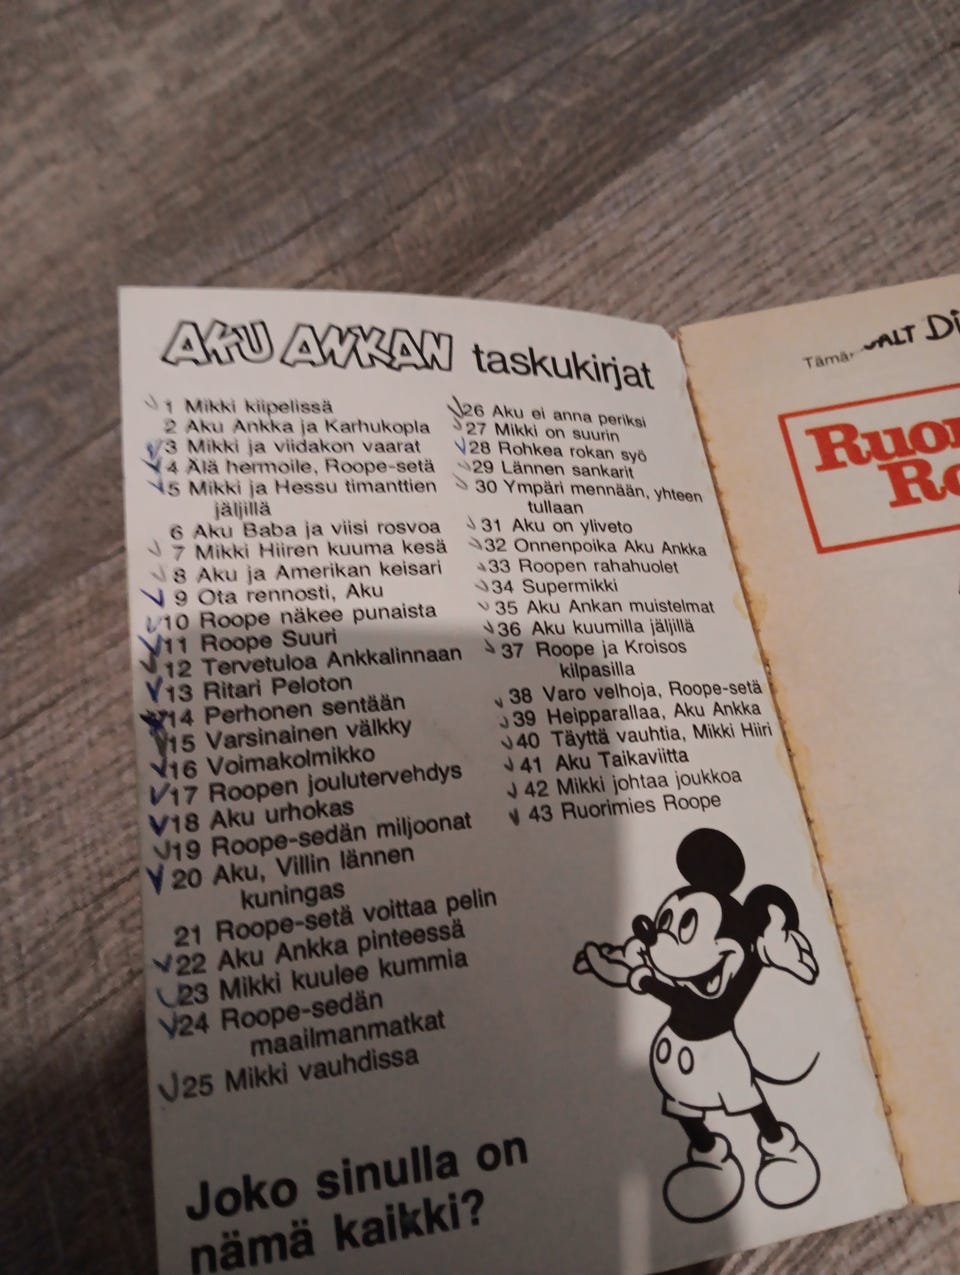 AKU ANKAN taskukirjat
1 Mikki kiipelissä
2 Aku Ankka ja Karhukopla
3 Mikki ja viidakon vaarat
4 Älä hermoile, Roope-setä
5 Mikki ja Hessu timanttien
jäljillä
6 Aku Baba ja viisi rosvoa
7 Mikki Hiiren kuuma kesä
8 Aku ja Amerikan keisari
9 Ota rennosti, Aku
10 Roope näkee punaista
11 Roope Suuri
12 Tervetuloa Ankkalinnaan
13 Ritari Peloton
14 Perhonen sentään
15 Varsinainen välkky
16 Voimakolmikko
17 Roopen joulutervehdys
18 Aku urhokas
19 Roope-sedän miljoonat
20 Aku, Villin lännen
kuningas
21 Roope-setä voittaa pelin
22 Aku Ankka pinteessä
23 Mikki kuulee kummia
24 Roope-sedän
maailmanmatkat
25 Mikki vauhdissa
26 Aku ei anna periksi
27 Mikki on suurin
28 Rohkea rokan syö
29 Lännen sankarit
30 Ympäri mennään, yhteen
tullaan
31 Aku on yliveto
32 Onnenpoika Aku Ankka
33 Roopen rahahuolet
34 Supermikki
35 Aku Ankan muistelmat
36 Aku kuumilla jäljillä
37 Roope ja Kroisos
kilpasilla
38 Varo velhoja, Roope-setä
39 Heipparallaa, Aku Ankka
40 Täyttä vauhtia, Mikki Hiiri
41 Aku Taikaviitta
42 Mikki johtaa joukkoa
43 Ruorimies Roope
Joko sinulla on
nämä kaikki?
Tämä
WALT Di
Ruor
Ro